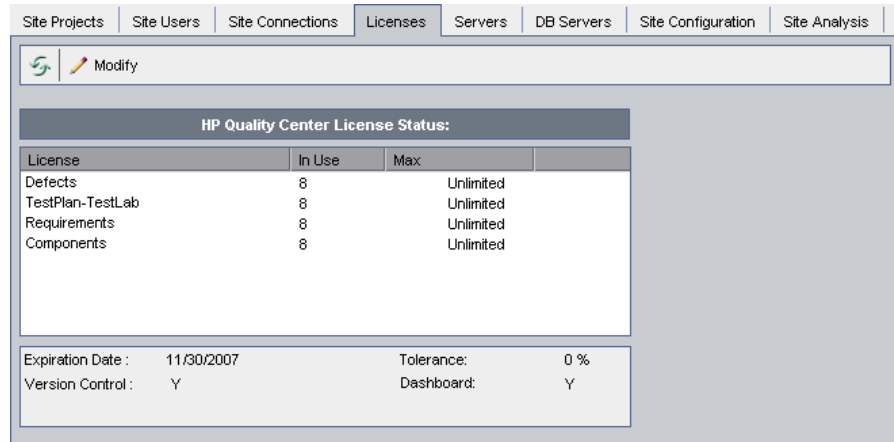 Site Projects Site Users Site Connections Licenses Servers DB Servers Site Configuration Site Analysis
Modify
HP Quality Center License Status:
License In Use Max
Defects 8 Unlimited
TestPlan-TestLab 8 Unlimited
Requirements 8 Unlimited
Components 8 Unlimited
Expiration Date : 11/30/2007 Tolerance: 0 %
Version Control : Y Dashboard: Y